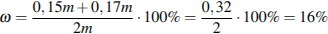 ω = (0,15m + 0,17m)/(2m) · 100% = 0,32/2 · 100% = 16%